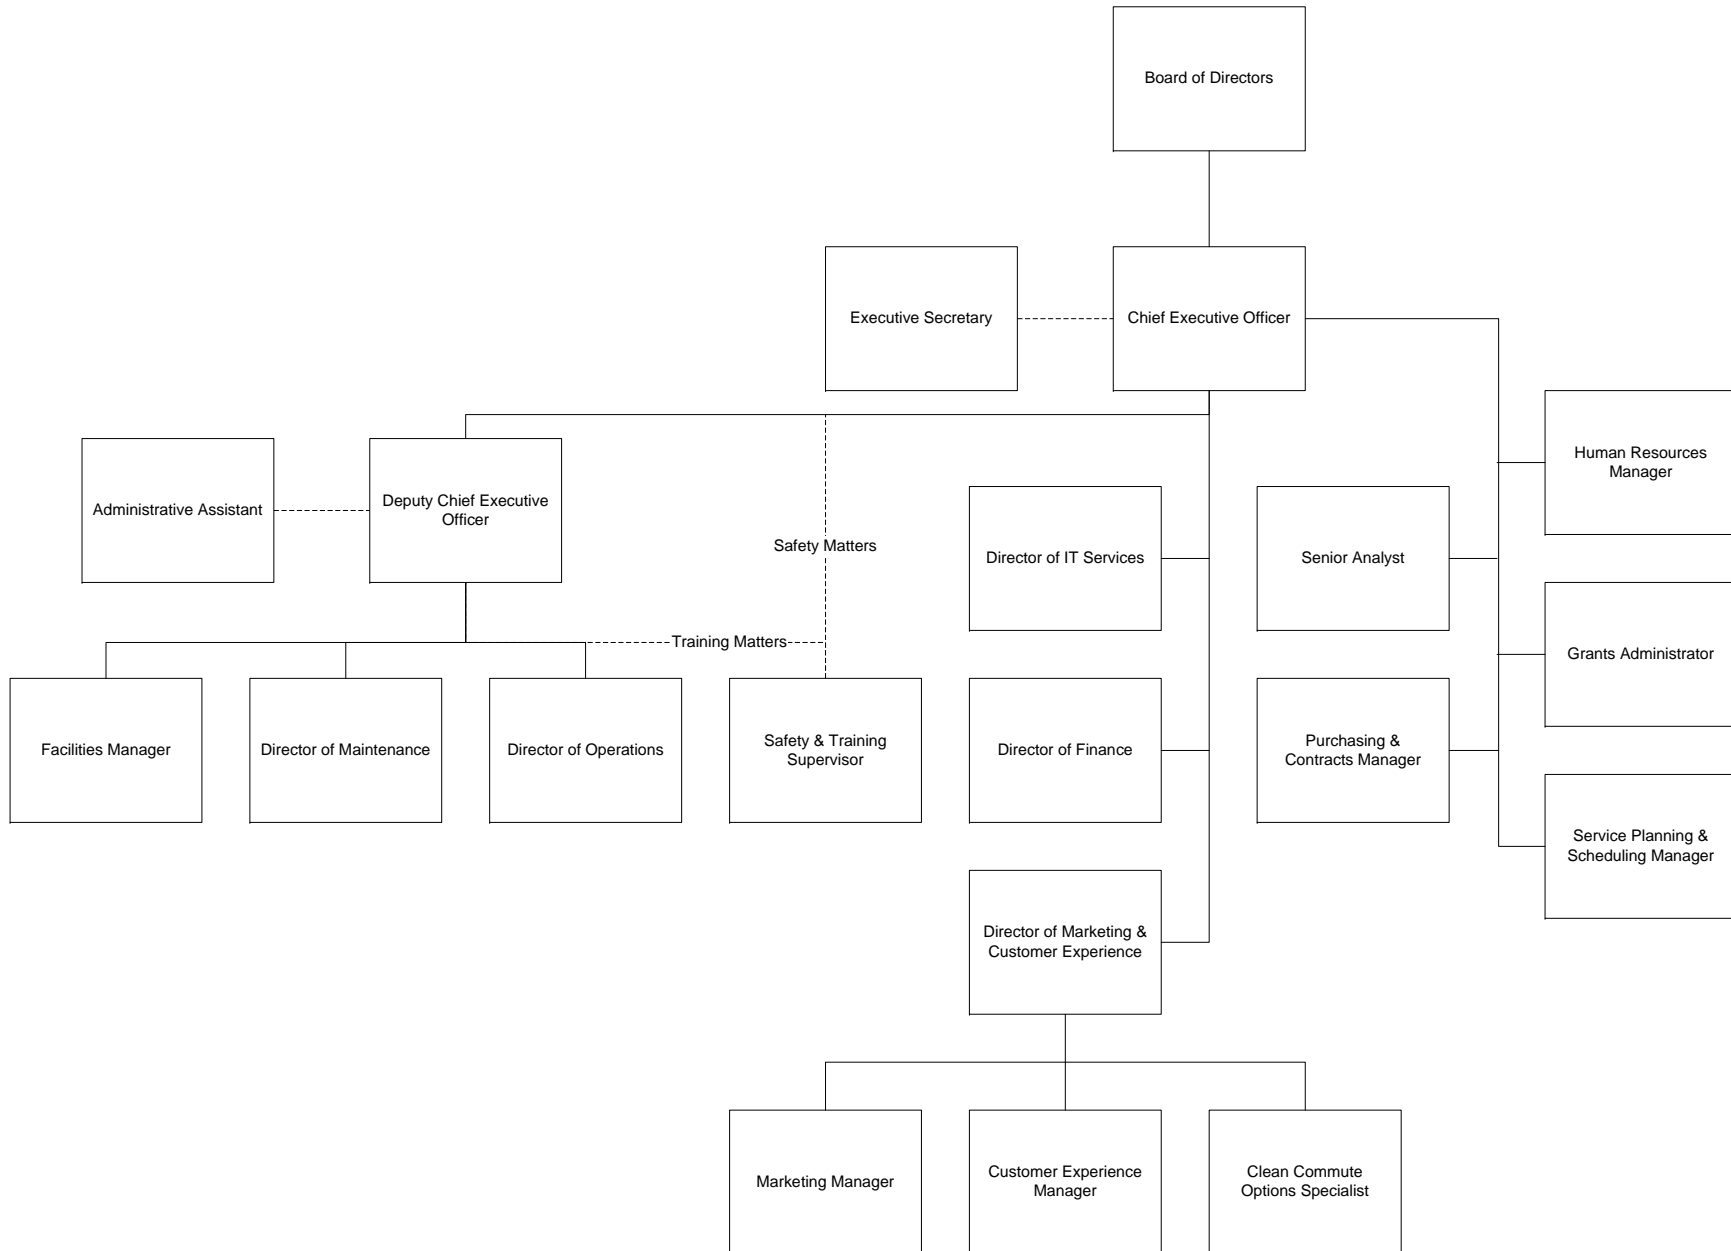 Board of Directors
Executive Secretary
Chief Executive Officer
Human Resources
Manager
Administrative Assistant
Deputy Chief Executive
Officer
Safety Matters
Director of IT Services
Senior Analyst
Training Matters
Grants Administrator
Facilities Manager
Director of Maintenance
Director of Operations
Safety & Training
Supervisor
Director of Finance
Purchasing &
Contracts Manager
Service Planning &
Scheduling Manager
Director of Marketing &
Customer Experience
Marketing Manager
Customer Experience
Manager
Clean Commute
Options Specialist